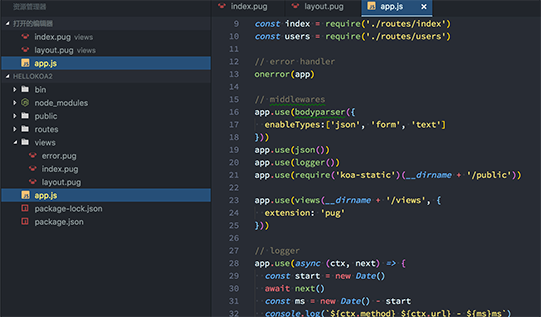 资源管理器
打开的编辑器
index.pug views
layout.pug views
app.js
HELLOKOA2
bin
node_modules
public
routes
views
error.pug
index.pug
layout.pug
app.js
package-lock.json
package.json
index.pug
layout.pug
app.js
9 const index = require('./routes/index')
10 const users = require('./routes/users')
11
12 // error handler
13 onerror(app)
14
15 // middlewares
16 app.use(bodyparser({
17 enableTypes:['json', 'form', 'text']
18 }))
19 app.use(json())
20 app.use(logger())
21 app.use(require('koa-static')(__dirname + '/public'))
22
23 app.use(views(__dirname + '/views', {
24 extension: 'pug'
25 }))
26
27 // logger
28 app.use(async (ctx, next) => {
29 const start = new Date()
30 await next()
31 const ms = new Date() - start
32 console.log(`${ctx.method} ${ctx.url} - ${ms}ms`)